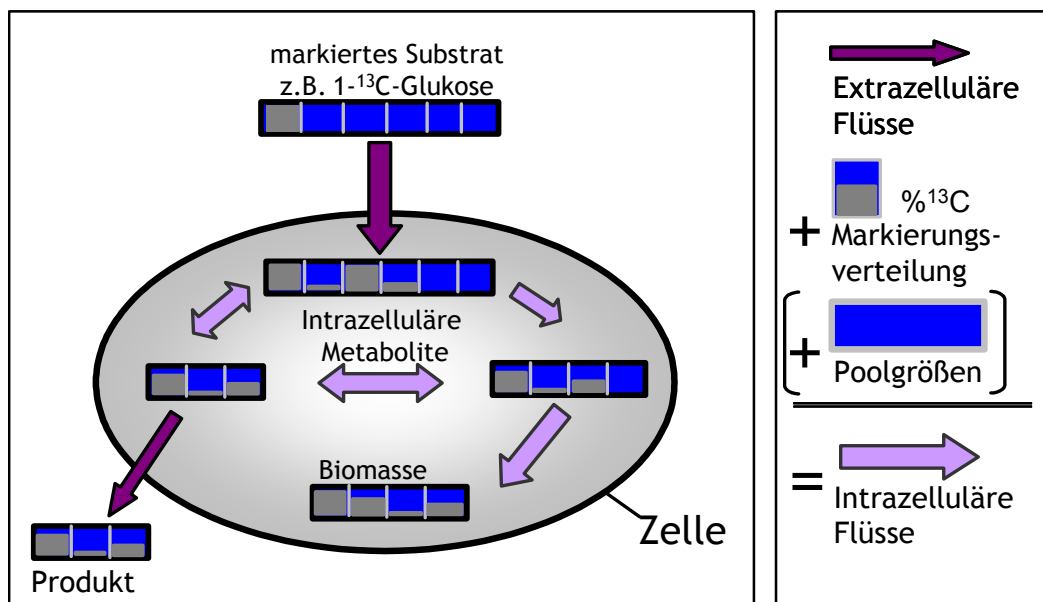 markiertes Substrat
z.B. 1-¹³C-Glukose
Intrazelluläre
Metabolite
Biomasse
Zelle
Produkt
Extrazelluläre
Flüsse
%¹³C
+ Markierungs-
verteilung
+
Poolgrößen
=
Intrazelluläre
Flüsse